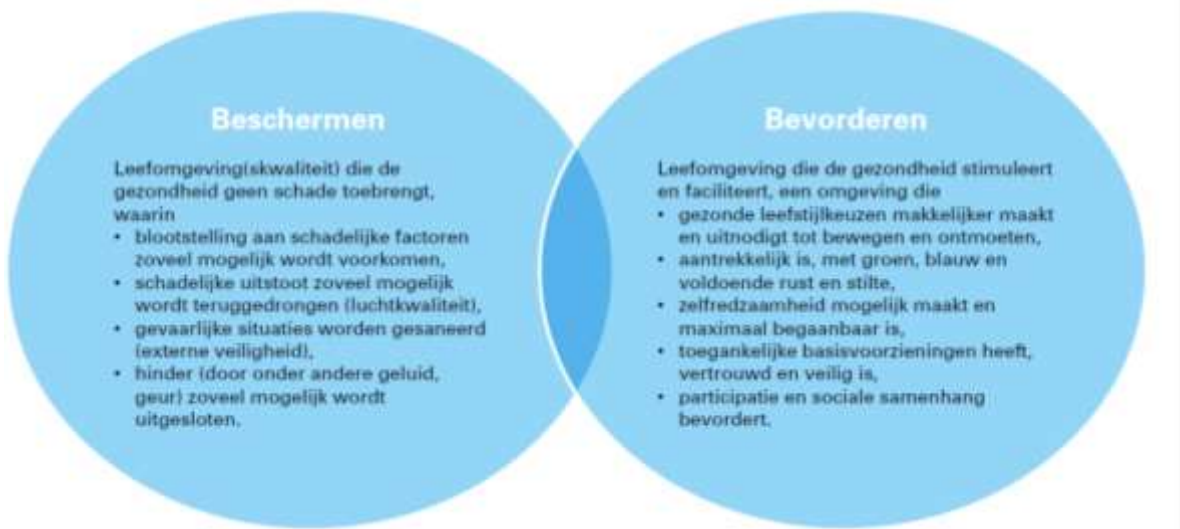 Beschermen
Leefomgeving(skwaliteit) die de
gezondheid geen schade toebrengt,
waarin
• blootstelling aan schadelijke factoren
zoveel mogelijk wordt voorkomen,
• schadelijke uitstoot zoveel mogelijk
wordt teruggedrongen (luchtkwaliteit),
• gevaarlijke situaties worden gesaneerd
(externe veiligheid),
• hinder (door onder andere geluid,
geur) zoveel mogelijk wordt
uitgesloten.
Bevorderen
Leefomgeving die de gezondheid stimuleert
en faciliteert, een omgeving die
• gezonde leefstijlkeuzen makkelijker maakt
en uitnodigt tot bewegen en ontmoeten,
• aantrekkelijk is, met groen, blauw en
voldoende rust en stilte,
• zelfredzaamheid mogelijk maakt en
maximaal begaanbaar is,
• toegankelijke basisvoorzieningen heeft,
vertrouwd en veilig is,
• participatie en sociale samenhang
bevordert.